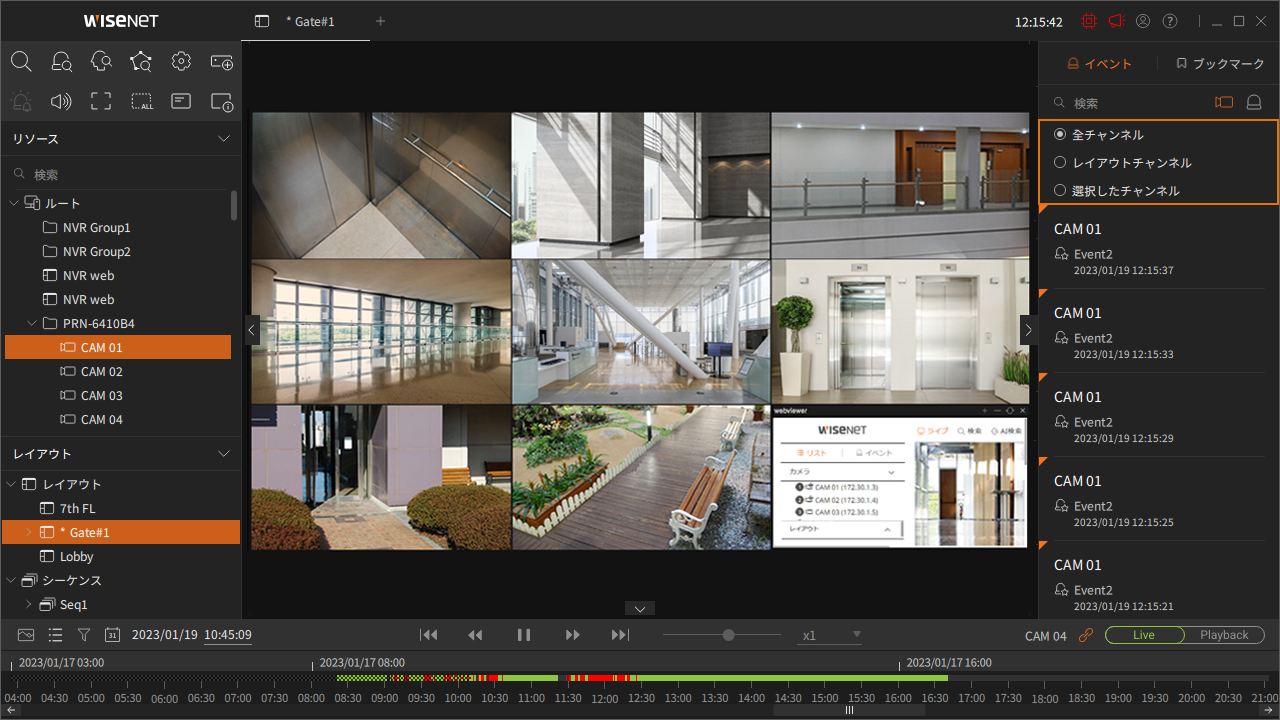 WISENET
* Gate#1
12:15:42
ALL
リソース
検索
ルート
NVR Group1
NVR Group2
NVR web
NVR web
PRN-6410B4
CAM 01
CAM 02
CAM 03
CAM 04
レイアウト
レイアウト
7th FL
* Gate#1
Lobby
シーケンス
Seq1
webviewer
WISENET
ライブ 検索 AI検索
リスト イベント
カメラ
1 CAM 01 (172.30.1.3)
2 CAM 02 (172.30.1.4)
3 CAM 03 (172.30.1.5)
レイアウト
イベント ブックマーク
検索
全チャンネル
レイアウトチャンネル
選択したチャンネル
CAM 01
Event2
2023/01/19 12:15:37
CAM 01
Event2
2023/01/19 12:15:33
CAM 01
Event2
2023/01/19 12:15:29
CAM 01
Event2
2023/01/19 12:15:25
CAM 01
Event2
2023/01/19 12:15:21
31 2023/01/19 10:45:09 x1 CAM 04 Live Playback
2023/01/17 03:00 2023/01/17 08:00 2023/01/17 16:00
04:00 04:30 05:00 05:30 06:00 06:30 07:00 07:30 08:00 08:30 09:00 09:30 10:00 10:30 11:00 11:30 12:00 12:30 13:00 13:30 14:00 14:30 15:00 15:30 16:00 16:30 17:00 17:30 18:00 18:30 19:00 19:30 20:00 20:30 21:00